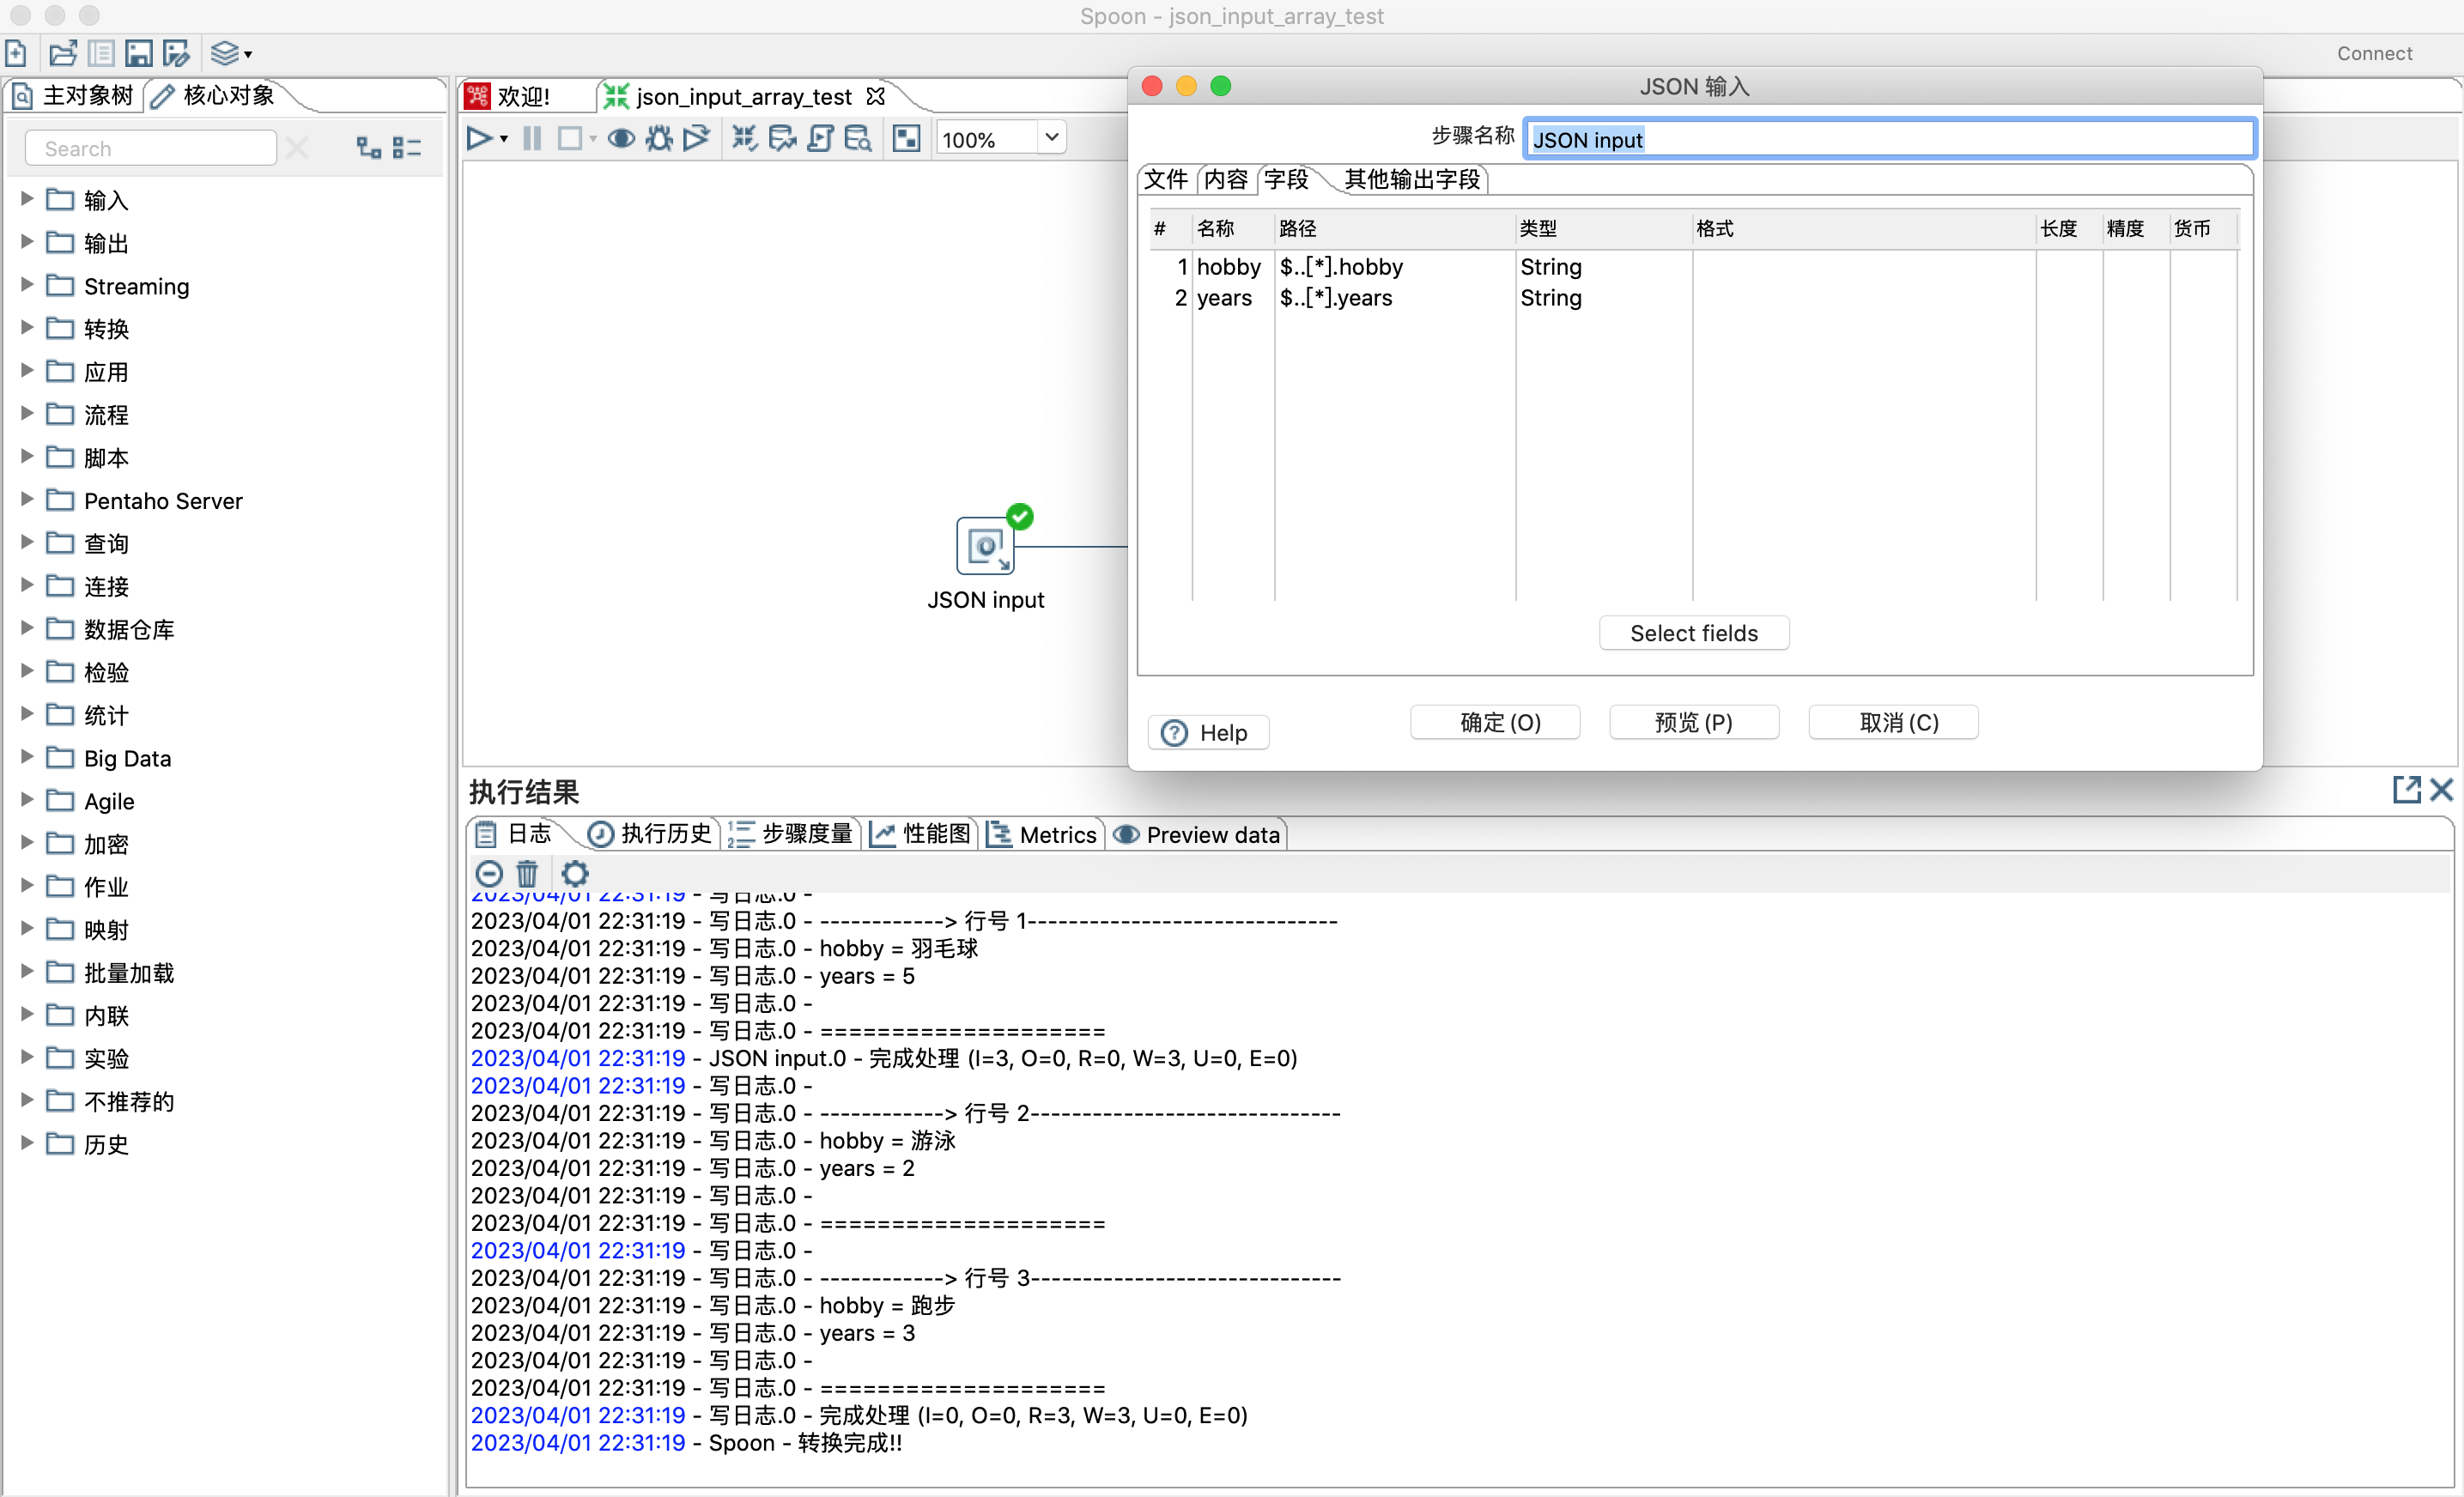 Spoon - json_input_array_test
Connect
主对象树 核心对象
Search
输入
输出
Streaming
转换
应用
流程
脚本
Pentaho Server
查询
连接
数据仓库
检验
统计
Big Data
Agile
加密
作业
映射
批量加载
内联
实验
不推荐的
历史
欢迎! json_input_array_test
100%
JSON input
JSON 输入
步骤名称 JSON input
文件 内容 字段 其他输出字段
# 名称 路径 类型 格式 长度 精度 货币
1 hobby $..[*].hobby String
2 years $..[*].years String
Select fields
Help 确定(O) 预览(P) 取消(C)
执行结果
日志 执行历史 步骤度量 性能图 Metrics Preview data
2023/04/01 22:31:19 - 写日志.0 -
2023/04/01 22:31:19 - 写日志.0 - ------------> 行号 1------------------------------
2023/04/01 22:31:19 - 写日志.0 - hobby = 羽毛球
2023/04/01 22:31:19 - 写日志.0 - years = 5
2023/04/01 22:31:19 - 写日志.0 -
2023/04/01 22:31:19 - 写日志.0 - ====================
2023/04/01 22:31:19 - JSON input.0 - 完成处理 (I=3, O=0, R=0, W=3, U=0, E=0)
2023/04/01 22:31:19 - 写日志.0 -
2023/04/01 22:31:19 - 写日志.0 - ------------> 行号 2------------------------------
2023/04/01 22:31:19 - 写日志.0 - hobby = 游泳
2023/04/01 22:31:19 - 写日志.0 - years = 2
2023/04/01 22:31:19 - 写日志.0 -
2023/04/01 22:31:19 - 写日志.0 - ====================
2023/04/01 22:31:19 - 写日志.0 -
2023/04/01 22:31:19 - 写日志.0 - ------------> 行号 3------------------------------
2023/04/01 22:31:19 - 写日志.0 - hobby = 跑步
2023/04/01 22:31:19 - 写日志.0 - years = 3
2023/04/01 22:31:19 - 写日志.0 -
2023/04/01 22:31:19 - 写日志.0 - ====================
2023/04/01 22:31:19 - 写日志.0 - 完成处理 (I=0, O=0, R=3, W=3, U=0, E=0)
2023/04/01 22:31:19 - Spoon - 转换完成!!